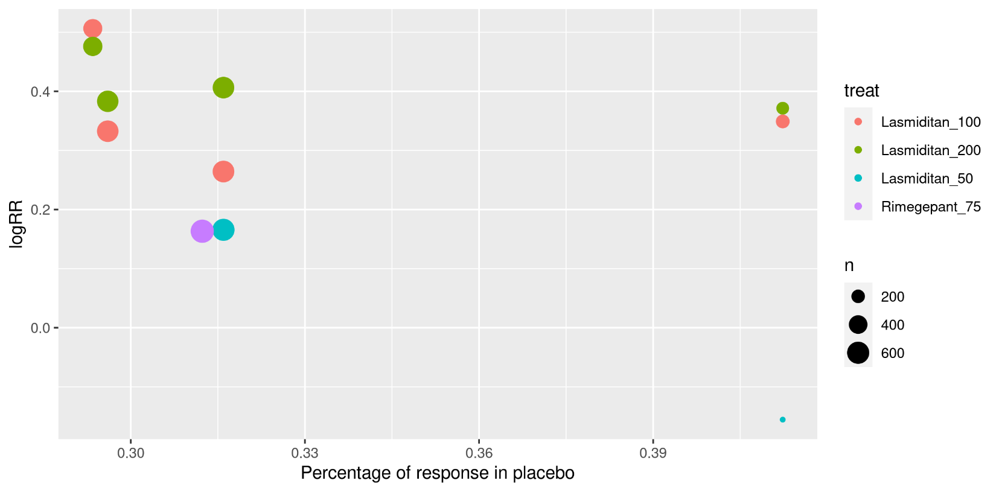 0.4
0.2
0.0
logRR
0.30
0.33
0.36
0.39
Percentage of response in placebo
treat
Lasmiditan_100
Lasmiditan_200
Lasmiditan_50
Rimegepant_75
n
200
400
600